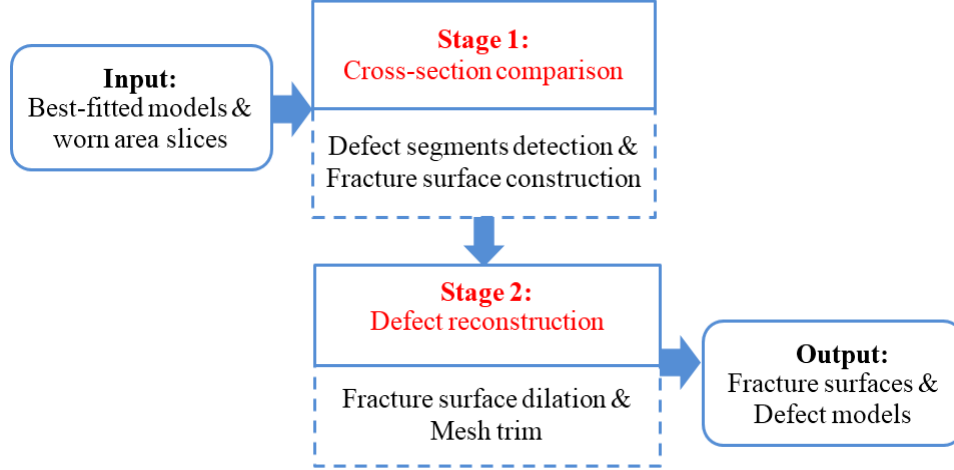 Input:
Best-fitted models &
worn area slices
Stage 1:
Cross-section comparison
Defect segments detection &
Fracture surface construction
Stage 2:
Defect reconstruction
Fracture surface dilation &
Mesh trim
Output:
Fracture surfaces &
Defect models